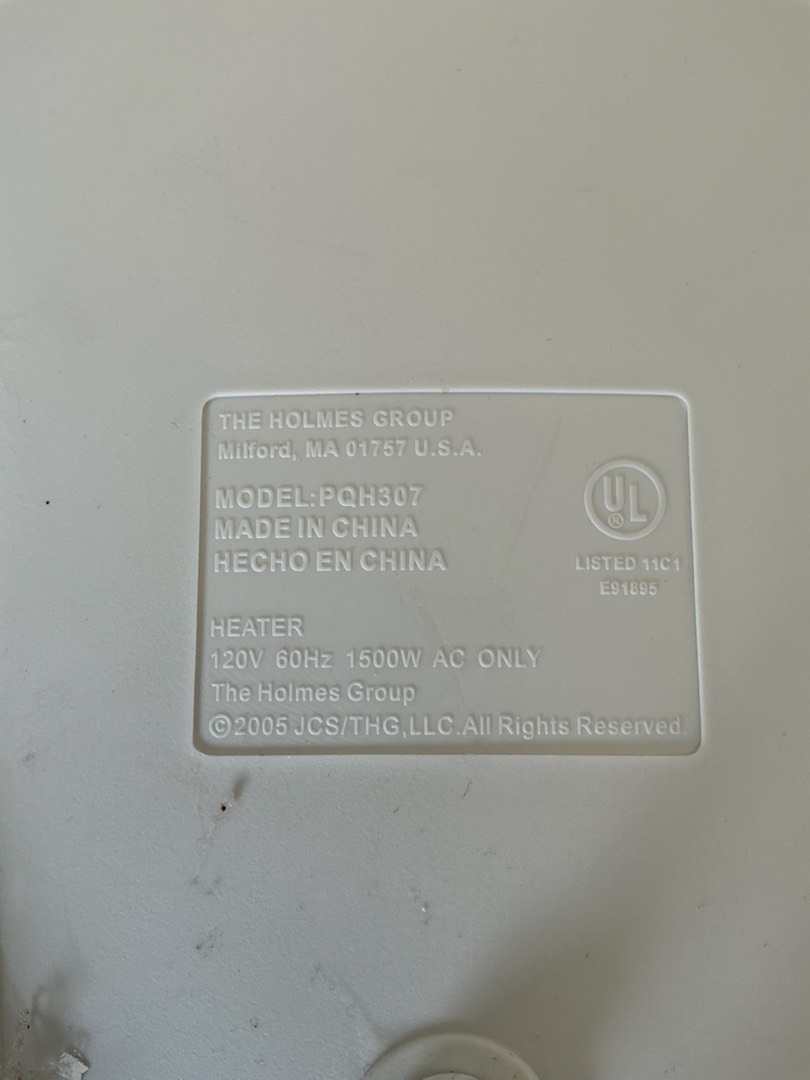 THE HOLMES GROUP
Milford, MA 01757 U.S.A.
MODEL:PQH307
MADE IN CHINA
HECHO EN CHINA
UL
®
LISTED 11C1
E91895
HEATER
120V 60Hz 1500W AC ONLY
The Holmes Group
©2005 JCS/THG,LLC.All Rights Reserved